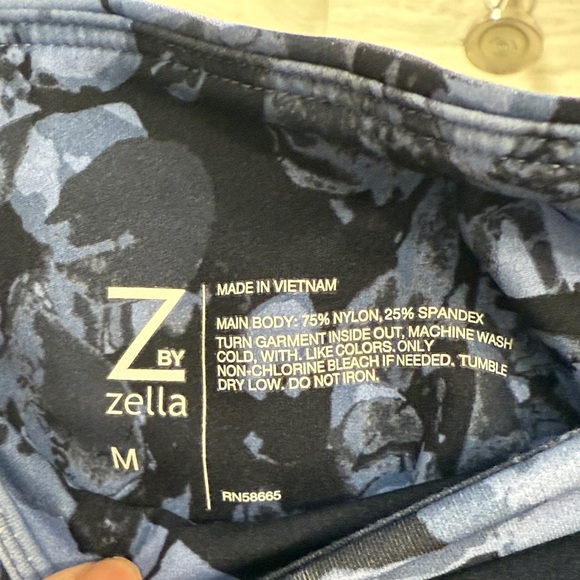 Z BY
zella
M
MADE IN VIETNAM
MAIN BODY: 75% NYLON, 25% SPANDEX
TURN GARMENT INSIDE OUT, MACHINE WASH
COLD, WITH. LIKE COLORS. ONLY
NON-CHLORINE BLEACH IF NEEDED. TUMBLE
DRY LOW. DO NOT IRON.
RN58665